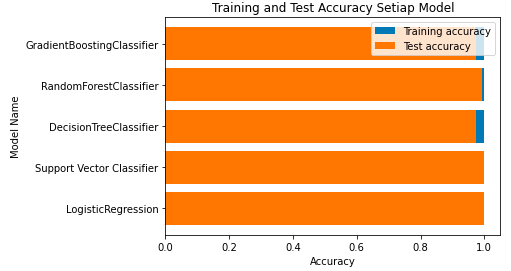 Training and Test Accuracy Setiap Model
Training accuracy
Test accuracy
GradientBoostingClassifier
RandomForestClassifier
DecisionTreeClassifier
Support Vector Classifier
LogisticRegression
Model Name
0.0 0.2 0.4 0.6 0.8 1.0
Accuracy